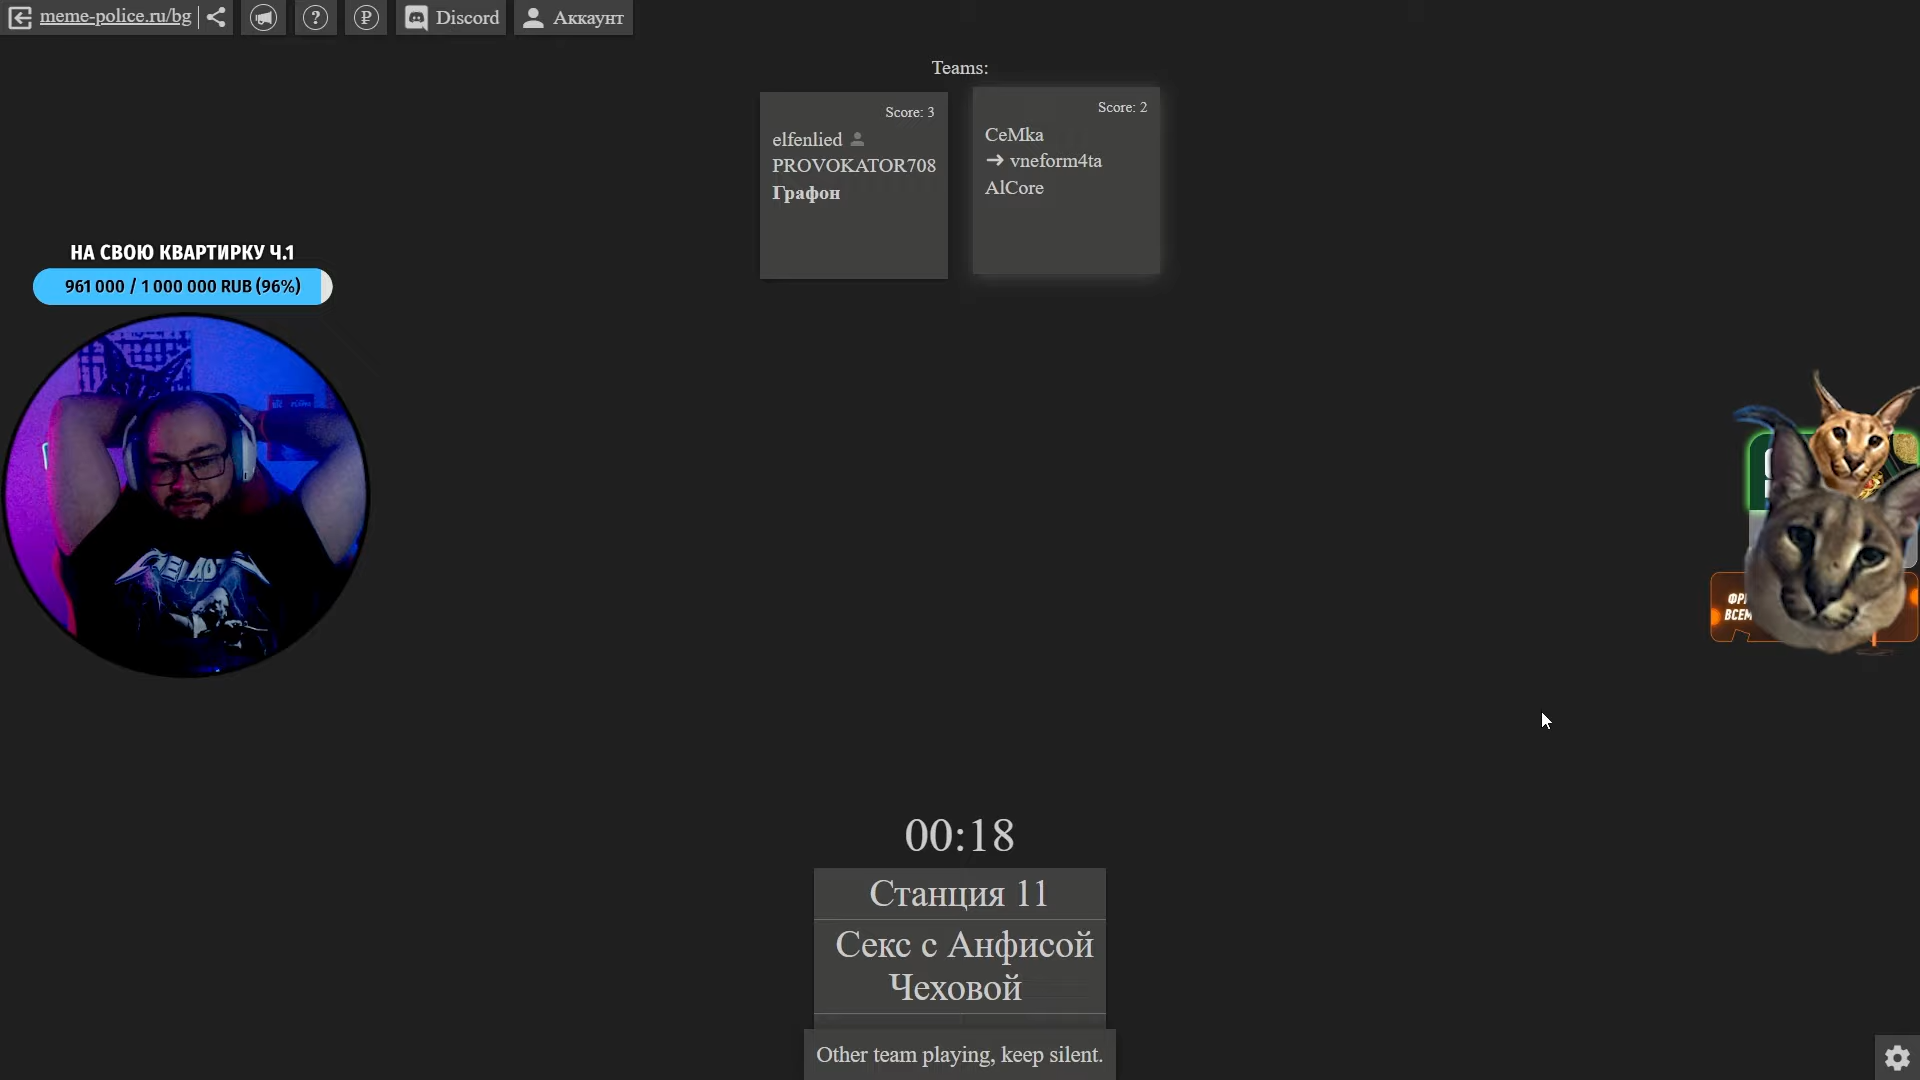 meme-police.ru/bg
?
₽
Discord
Аккаунт
Teams:
Score: 3
elfenlied
PROVOKATOR708
Графон
Score: 2
CeMka
➜ vneform4ta
AlCore
НА СВОЮ КВАРТИРКУ Ч.1
961 000 / 1 000 000 RUB (96%)
ВСЕМ
00:18
Станция 11
Секс с Анфисой
Чеховой
Other team playing, keep silent.